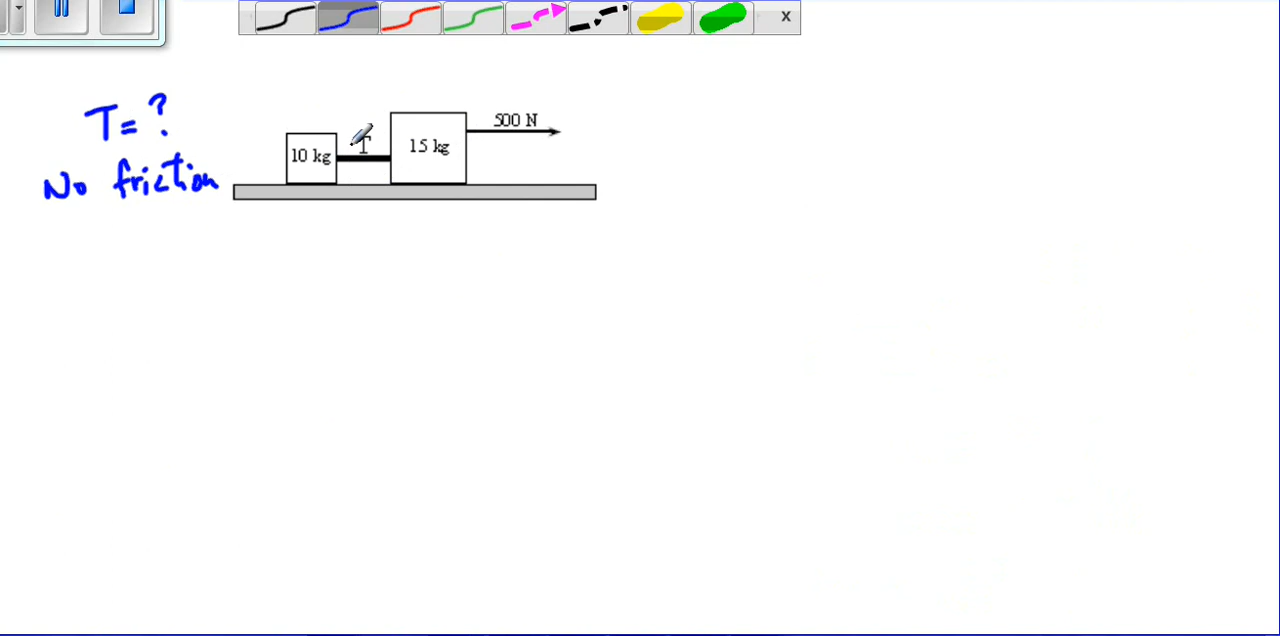 x
T = ?
No friction
10 kg
T
15 kg
500 N